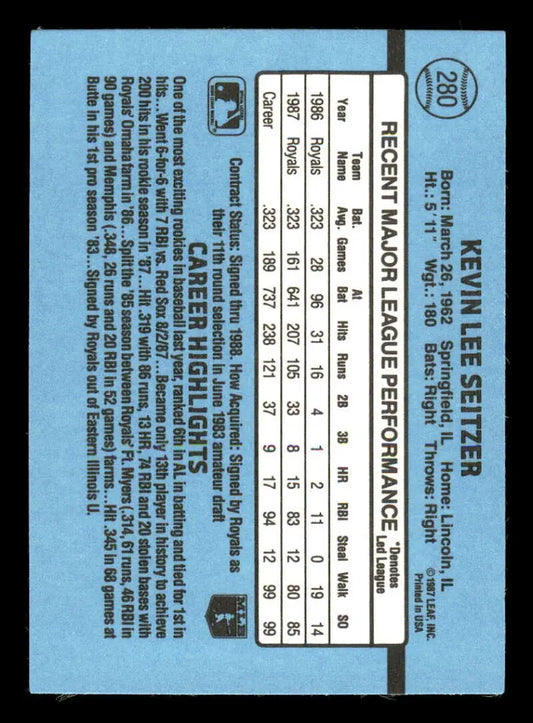 280
KEVIN LEE SEITZER
Born: March 26, 1962 Springfield, IL Home: Lincoln, IL
Ht.: 5' 11" Wgt.: 180 Bats: Right Throws: Right
©1987 LEAF, INC.
Printed in USA
RECENT MAJOR LEAGUE PERFORMANCE *Denotes Led League
Year Team Name Bat. Avg. Games At Bat Hits Runs 2B 3B HR RBI Steal Walk SO
1986 Royals .323 28 96 31 16 4 1 2 11 0 19 14
1987 Royals .323 161 641 207 105 33 8 15 83 12 80 85
Career .323 189 737 238 121 37 9 17 94 12 99 99
Contract Status: Signed thru 1988. How Acquired: Signed by Royals as
their 11th round selection in June 1983 amateur draft
MLB
CAREER HIGHLIGHTS
One of the most exciting rookies in baseball last year, ranked 6th in AL in batting and tied for 1st in
hits...Went 6-for-6 with 7 RBI vs. Red Sox 8/2/87...Became only 13th player in history to achieve
200 hits in his rookie season in '87...Hit .319 with 86 runs, 13 HR, 74 RBI and 20 stolen bases with
Royals' Omaha farm in '86...Split the '85 season between Royals' Ft. Myers (.314, 61 runs, 46 RBI in
90 games) and Memphis (.348, 26 runs and 20 RBI in 52 games) farms...Hit .345 in 68 games at
Butte in his 1st pro season '83...Signed by Royals out of Eastern Illinois U.